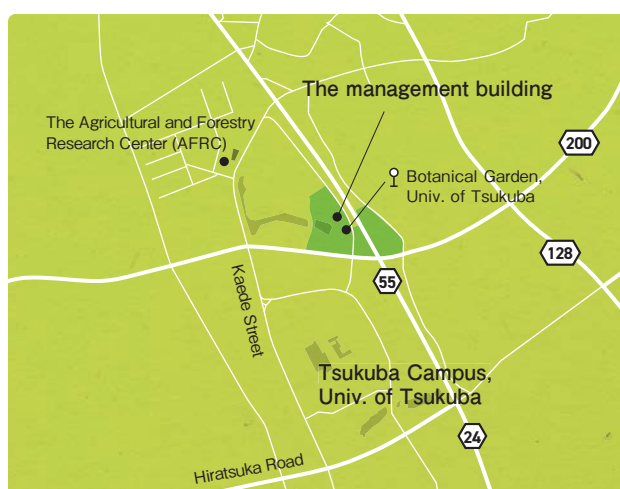 The management building
The Agricultural and Forestry
Research Center (AFRC)
200
Botanical Garden,
Univ. of Tsukuba
128
55
Kaede Street
Tsukuba Campus,
Univ. of Tsukuba
24
Hiratsuka Road